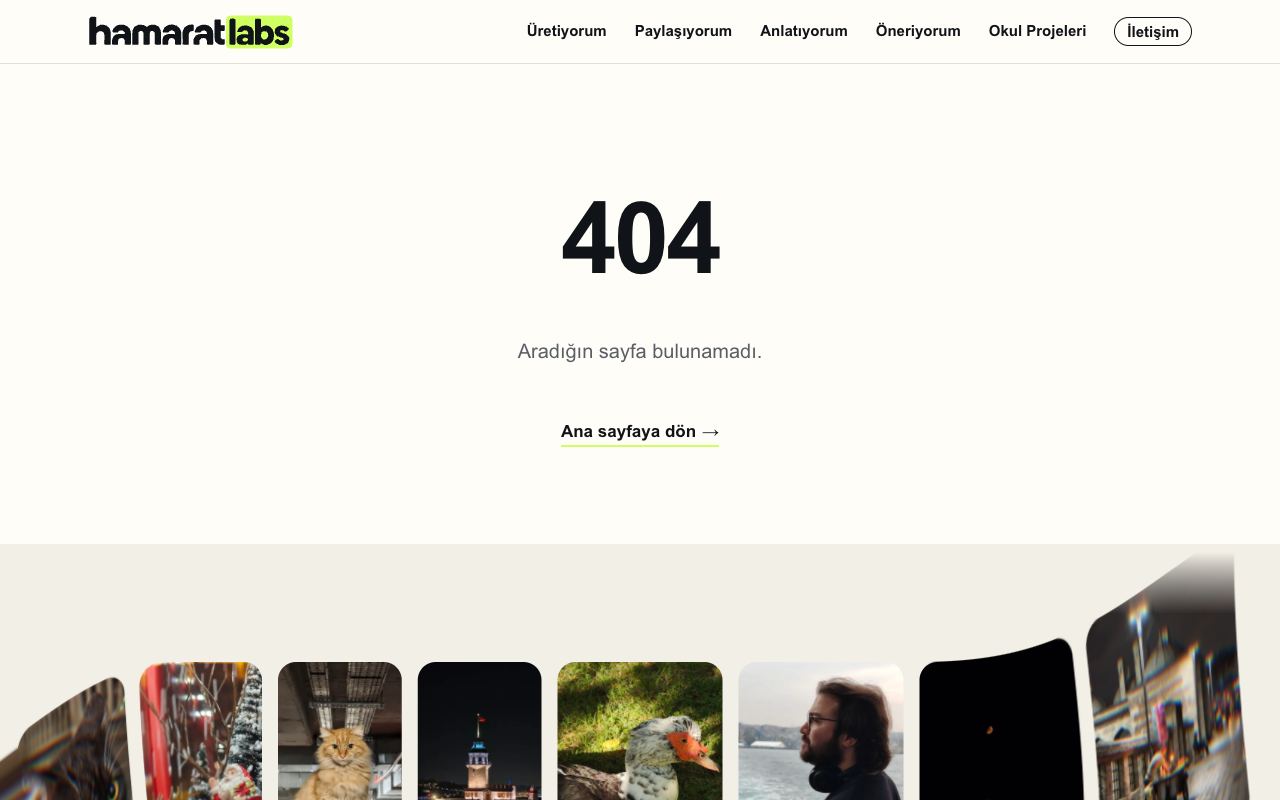 hamaratlabs
Üretiyorum
Paylaşıyorum
Anlatıyorum
Öneriyorum
Okul Projeleri
İletişim
404
Aradığın sayfa bulunamadı.
Ana sayfaya dön →